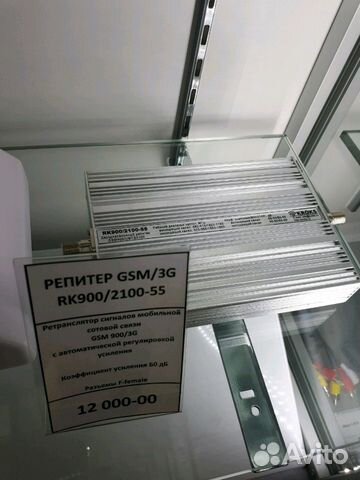 RK900/2100-55
KROKS
РЕПИТЕР GSM/3G
RK900/2100-55
Ретранслятор сигналов мобильной
сотовой связи
GSM 900/3G
с автоматической регулировкой
усиления
Коэффициент усиления 60 дБ
Разъемы F-female
12 000-00
Avito